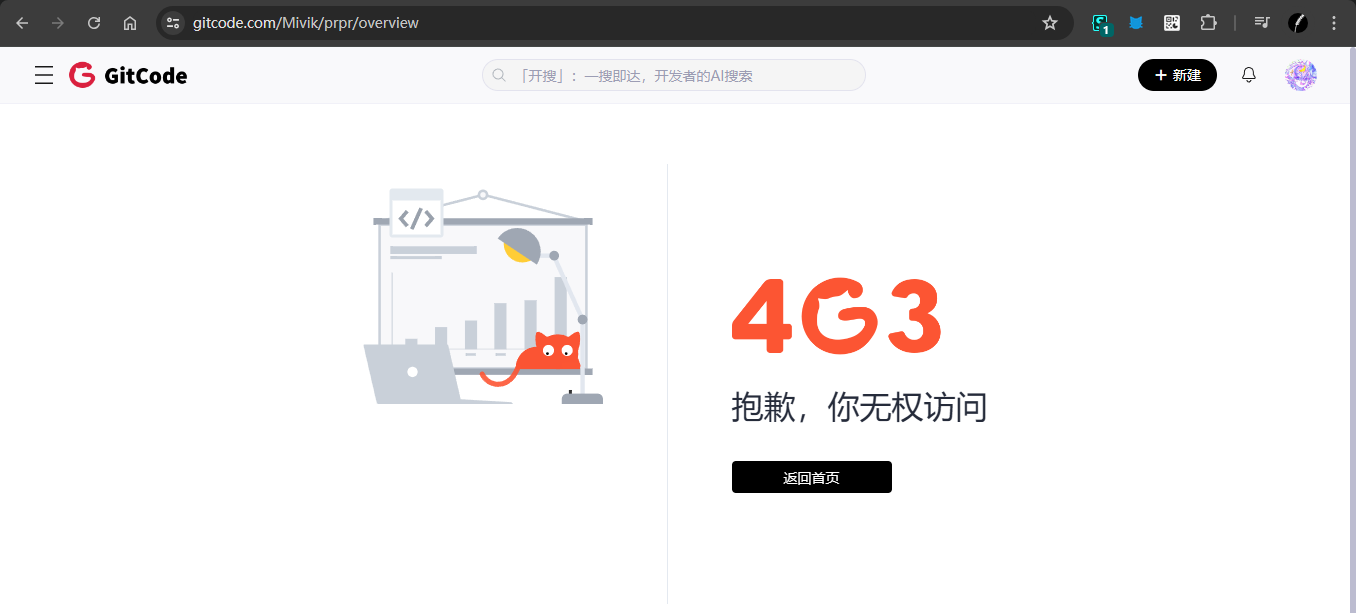 gitcode.com/Mivik/prpr/overview
1
GitCode
「开搜」：一搜即达，开发者的AI搜索
+ 新建
</>
4G3
抱歉，你无权访问
返回首页